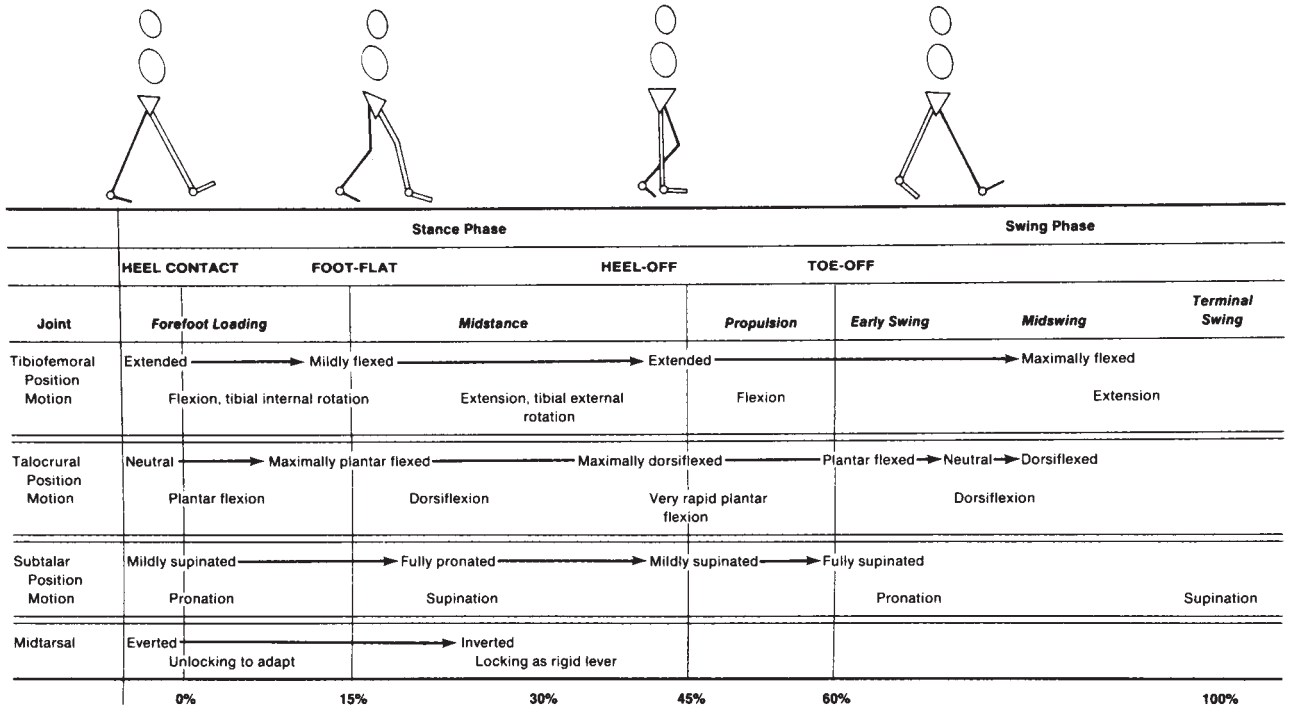 Stance Phase Swing Phase
HEEL CONTACT FOOT-FLAT HEEL-OFF TOE-OFF
Joint Forefoot Loading Midstance Propulsion Early Swing Midswing Terminal Swing
Tibiofemoral Extended Mildly flexed Extended Maximally flexed
Position
Motion Flexion, tibial internal rotation Extension, tibial external Flexion Extension
rotation
Talocrural Neutral Maximally plantar flexed Maximally dorsiflexed Plantar flexed Neutral Dorsiflexed
Position
Motion Plantar flexion Dorsiflexion Very rapid plantar Dorsiflexion
flexion
Subtalar Mildly supinated Fully pronated Mildly supinated Fully supinated
Position
Motion Pronation Supination Pronation Supination
Midtarsal Everted Inverted
Unlocking to adapt Locking as rigid lever
0% 15% 30% 45% 60% 100%